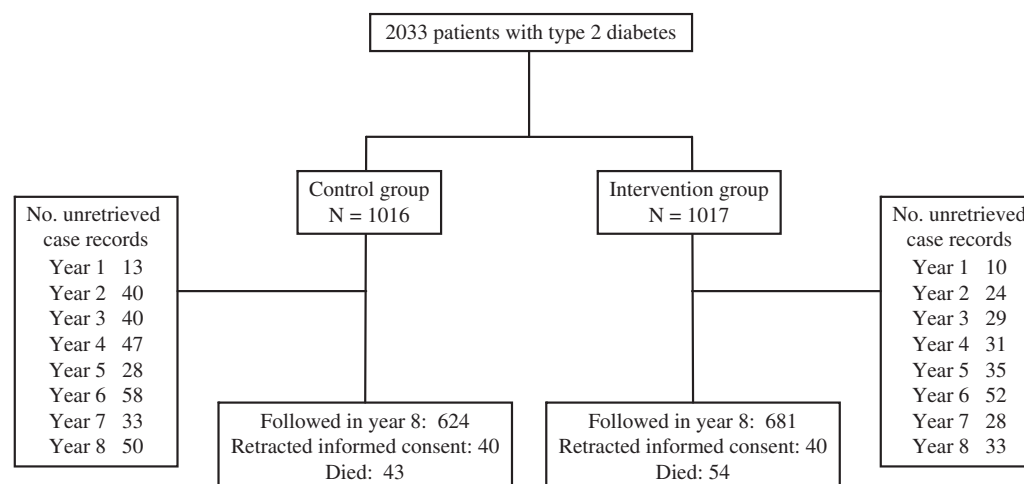 2033 patients with type 2 diabetes
Control group
N = 1016
Intervention group
N = 1017
No. unretrieved
case records
Year 1 13
Year 2 40
Year 3 40
Year 4 47
Year 5 28
Year 6 58
Year 7 33
Year 8 50
No. unretrieved
case records
Year 1 10
Year 2 24
Year 3 29
Year 4 31
Year 5 35
Year 6 52
Year 7 28
Year 8 33
Followed in year 8: 624
Retracted informed consent: 40
Died: 43
Followed in year 8: 681
Retracted informed consent: 40
Died: 54